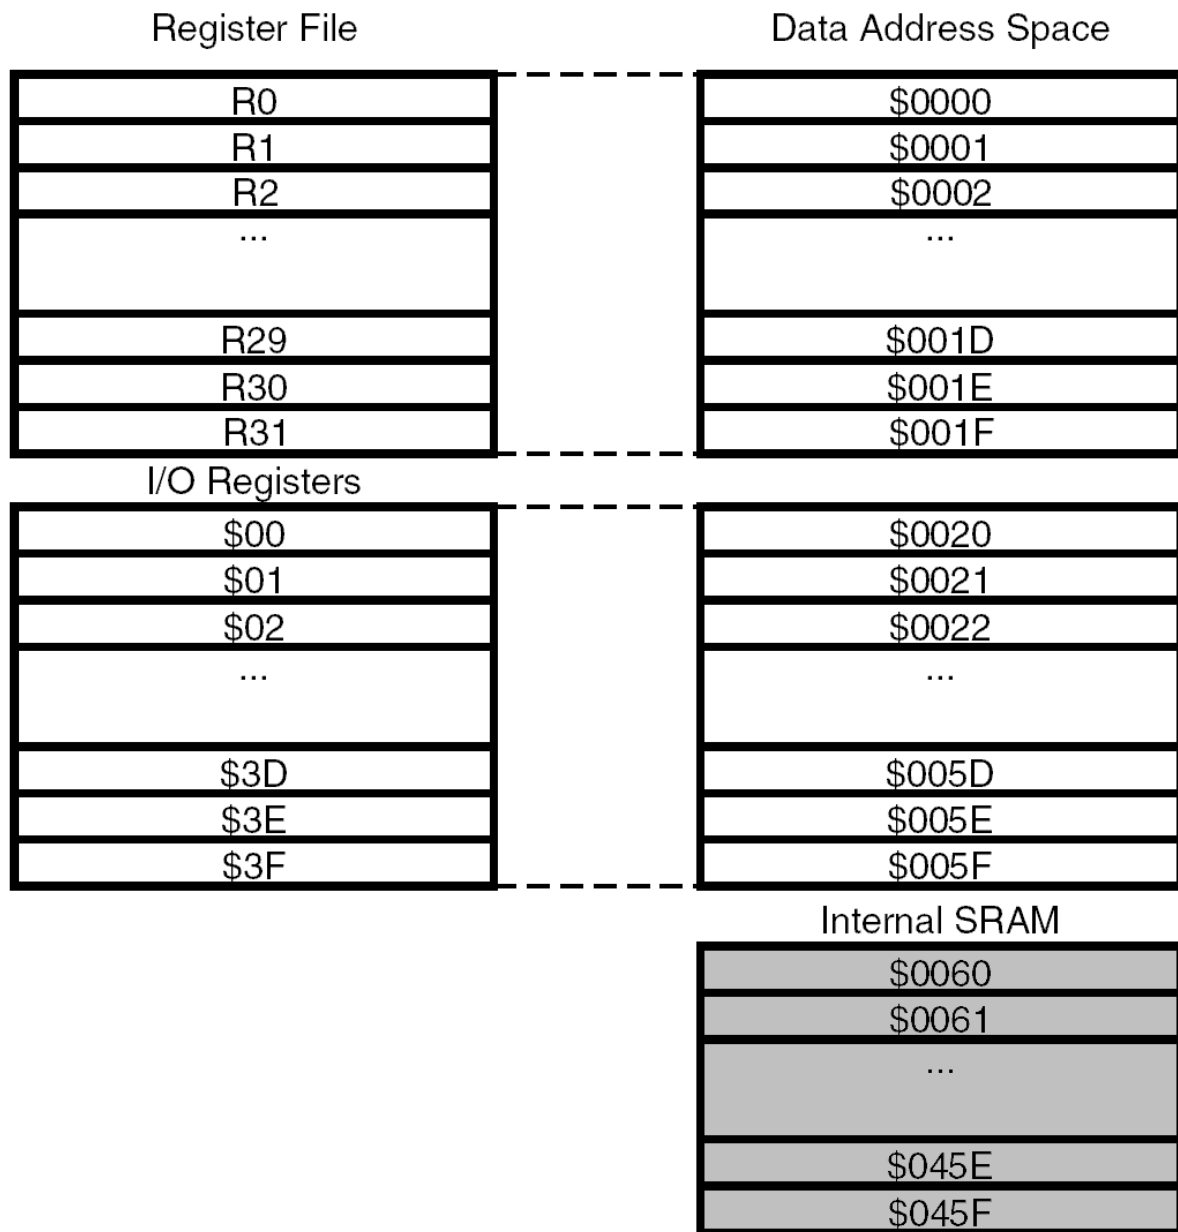 Register File Data Address Space
R0 $0000
R1 $0001
R2 $0002
... ...
R29 $001D
R30 $001E
R31 $001F
I/O Registers
$00 $0020
$01 $0021
$02 $0022
... ...
$3D $005D
$3E $005E
$3F $005F
Internal SRAM
$0060
$0061
...
$045E
$045F